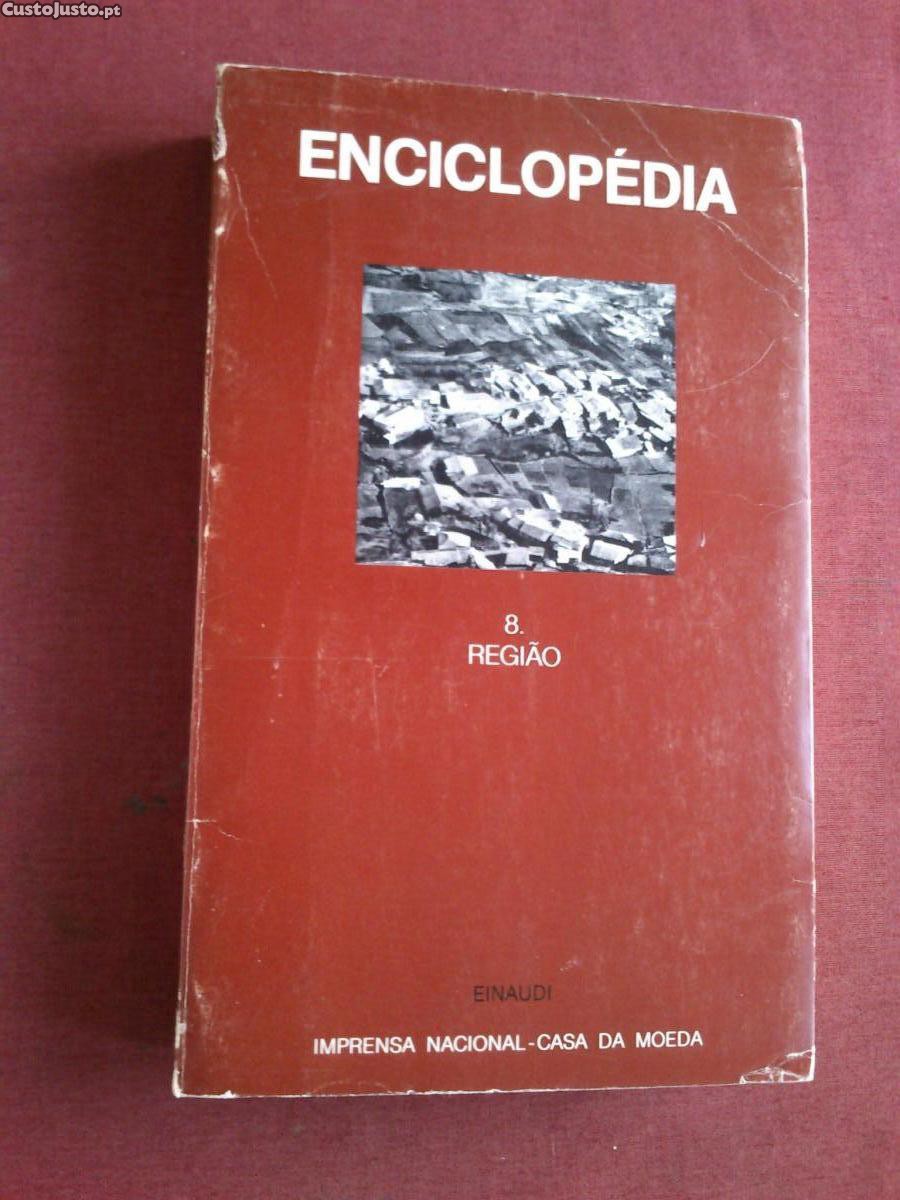 CustoJusto.pt
ENCICLOPÉDIA
8.
REGIÃO
EINAUDI
IMPRENSA NACIONAL-CASA DA MOEDA